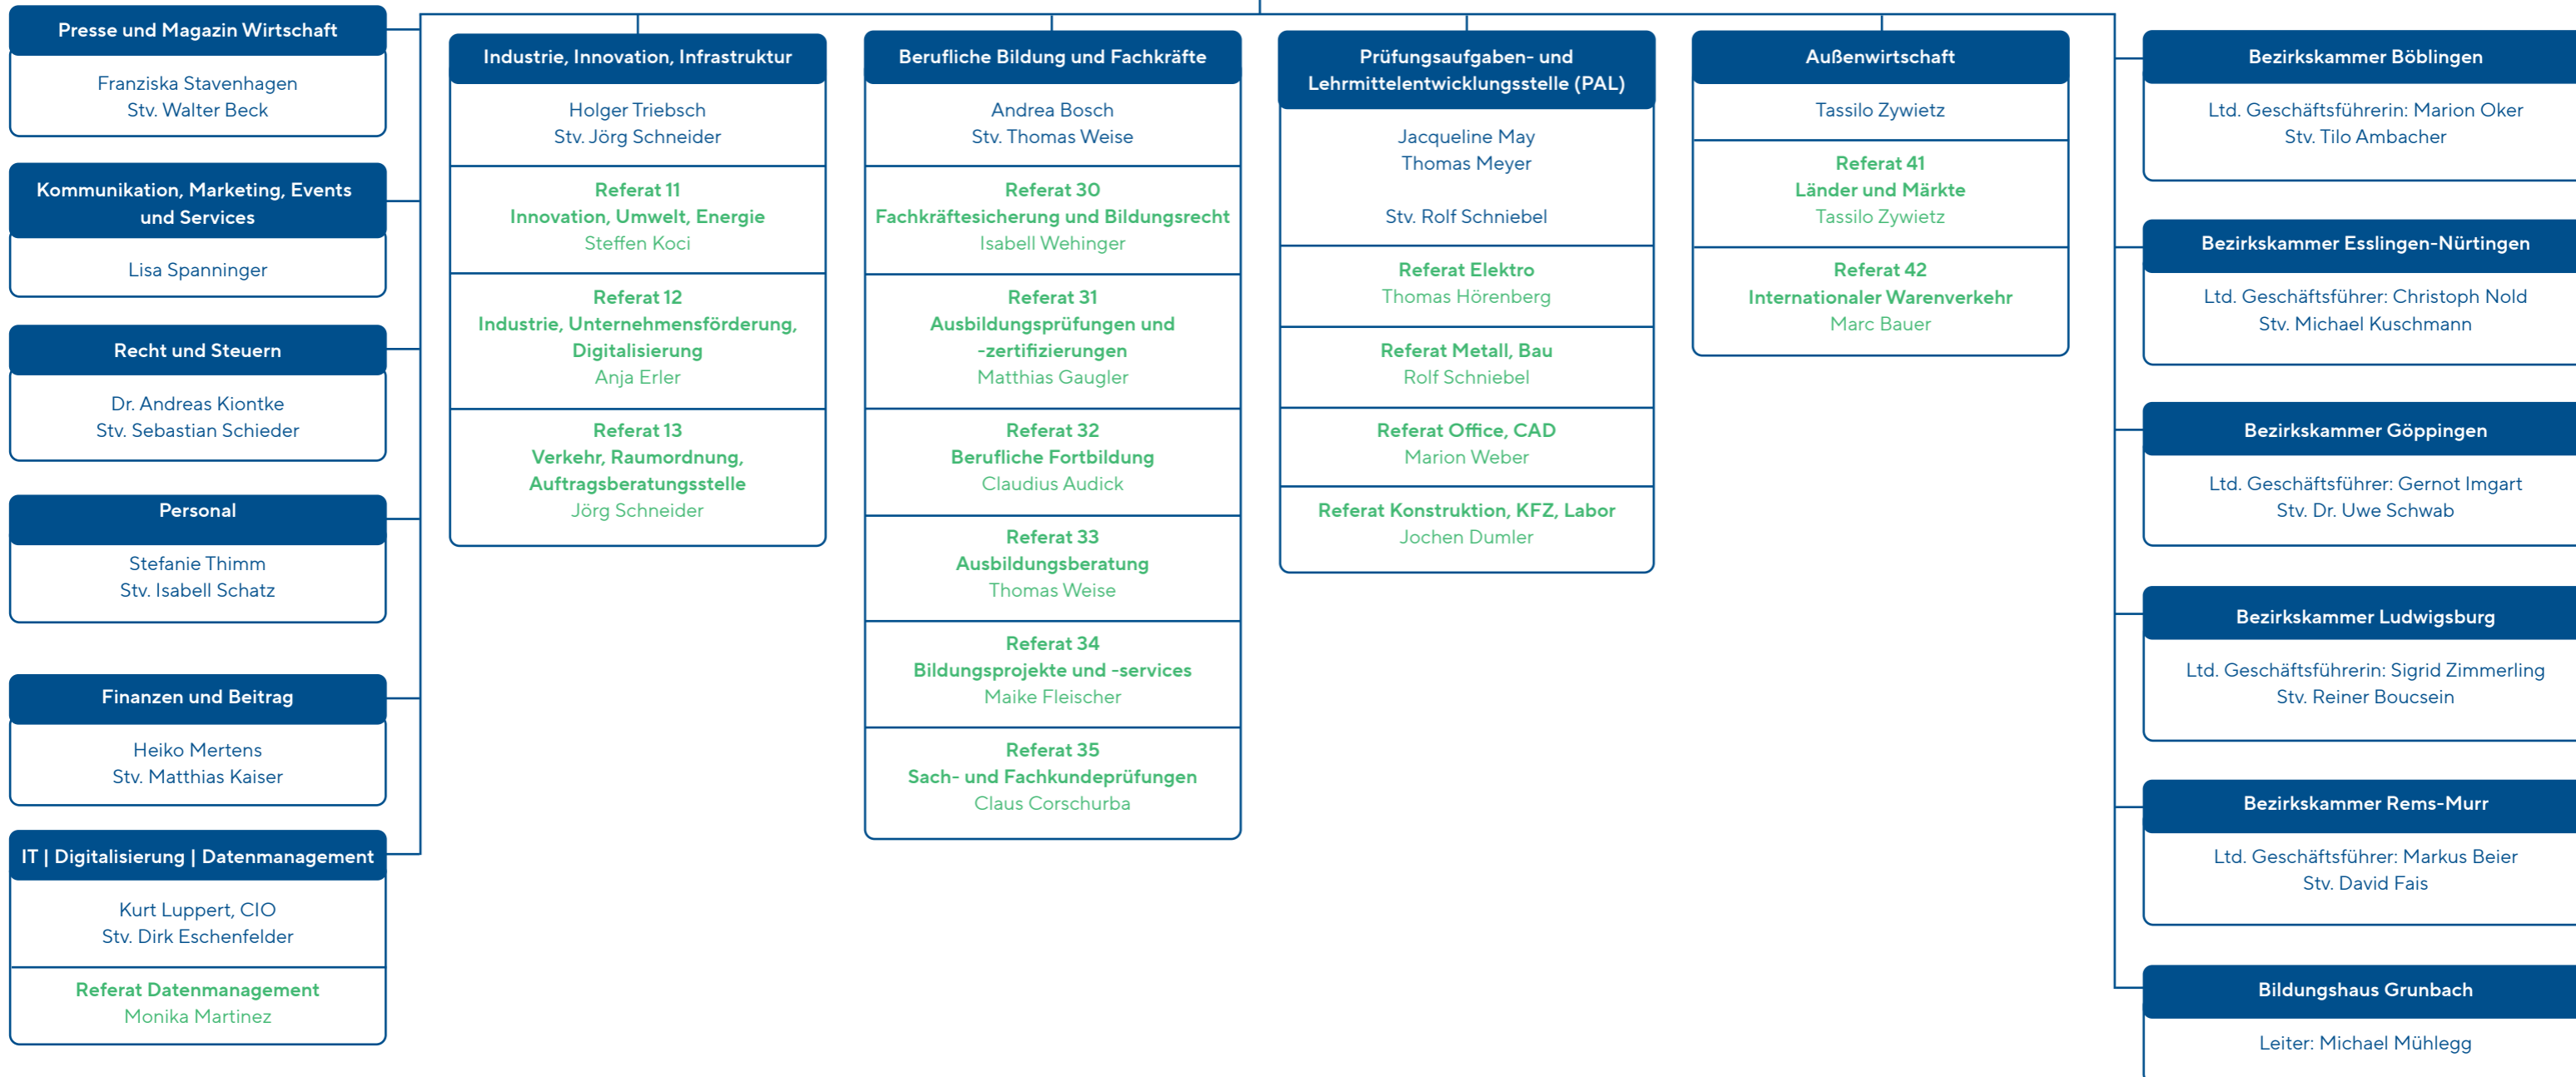 Presse und Magazin Wirtschaft
Franziska Stavenhagen
Stv. Walter Beck
Kommunikation, Marketing, Events
und Services
Lisa Spanninger
Recht und Steuern
Dr. Andreas Kiontke
Stv. Sebastian Schieder
Personal
Stefanie Thimm
Stv. Isabell Schatz
Finanzen und Beitrag
Heiko Mertens
Stv. Matthias Kaiser
IT | Digitalisierung | Datenmanagement
Kurt Luppert, CIO
Stv. Dirk Eschenfelder
Referat Datenmanagement
Monika Martinez
Industrie, Innovation, Infrastruktur
Holger Triebsch
Stv. Jörg Schneider
Referat 11
Innovation, Umwelt, Energie
Steffen Koci
Referat 12
Industrie, Unternehmensförderung,
Digitalisierung
Anja Erler
Referat 13
Verkehr, Raumordnung,
Auftragsberatungsstelle
Jörg Schneider
Berufliche Bildung und Fachkräfte
Andrea Bosch
Stv. Thomas Weise
Referat 30
Fachkräftesicherung und Bildungsrecht
Isabell Wehinger
Referat 31
Ausbildungsprüfungen und
-zertifizierungen
Matthias Gaugler
Referat 32
Berufliche Fortbildung
Claudius Audick
Referat 33
Ausbildungsberatung
Thomas Weise
Referat 34
Bildungsprojekte und -services
Maike Fleischer
Referat 35
Sach- und Fachkundeprüfungen
Claus Corschurba
Prüfungsaufgaben- und
Lehrmittelentwicklungsstelle (PAL)
Jacqueline May
Thomas Meyer
Stv. Rolf Schniebel
Referat Elektro
Thomas Hörenberg
Referat Metall, Bau
Rolf Schniebel
Referat Office, CAD
Marion Weber
Referat Konstruktion, KFZ, Labor
Jochen Dumler
Außenwirtschaft
Tassilo Zywietz
Referat 41
Länder und Märkte
Tassilo Zywietz
Referat 42
Internationaler Warenverkehr
Marc Bauer
Bezirkskammer Böblingen
Ltd. Geschäftsführerin: Marion Oker
Stv. Tilo Ambacher
Bezirkskammer Esslingen-Nürtingen
Ltd. Geschäftsführer: Christoph Nold
Stv. Michael Kuschmann
Bezirkskammer Göppingen
Ltd. Geschäftsführer: Gernot Imgart
Stv. Dr. Uwe Schwab
Bezirkskammer Ludwigsburg
Ltd. Geschäftsführerin: Sigrid Zimmerling
Stv. Reiner Boucsein
Bezirkskammer Rems-Murr
Ltd. Geschäftsführer: Markus Beier
Stv. David Fais
Bildungshaus Grunbach
Leiter: Michael Mühlegg